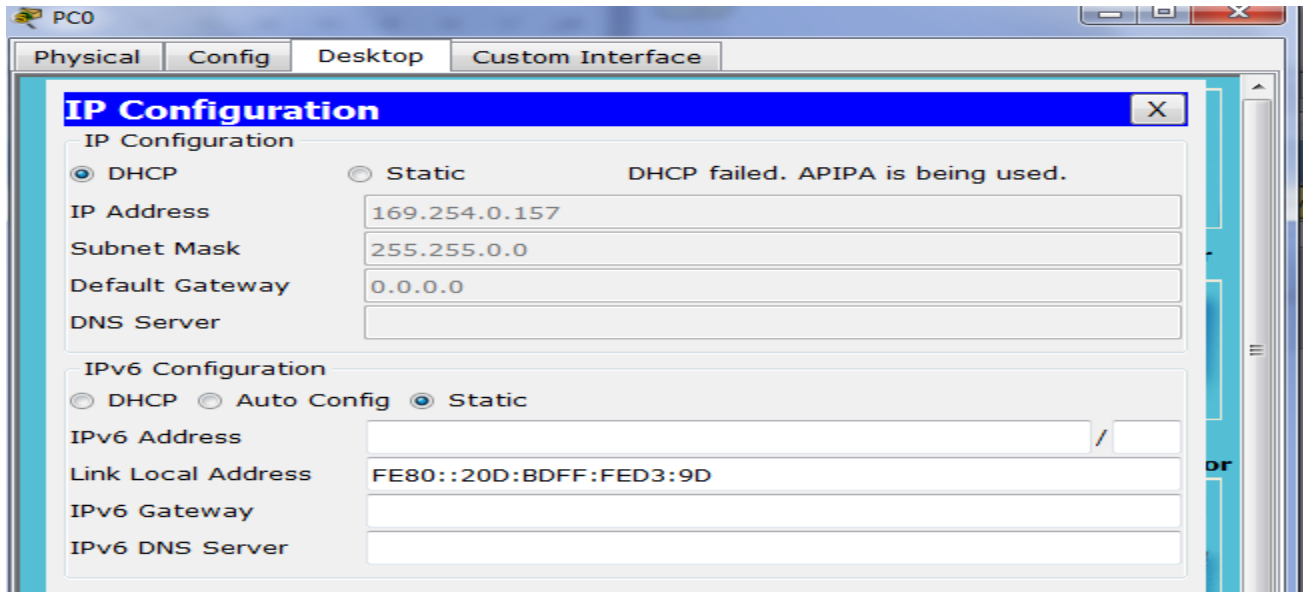 PC0
Physical Config Desktop Custom Interface
IP Configuration X
IP Configuration
DHCP Static DHCP failed. APIPA is being used.
IP Address 169.254.0.157
Subnet Mask 255.255.0.0
Default Gateway 0.0.0.0
DNS Server
IPv6 Configuration
DHCP Auto Config Static
IPv6 Address /
Link Local Address FE80::20D:BDFF:FED3:9D
IPv6 Gateway
IPv6 DNS Server